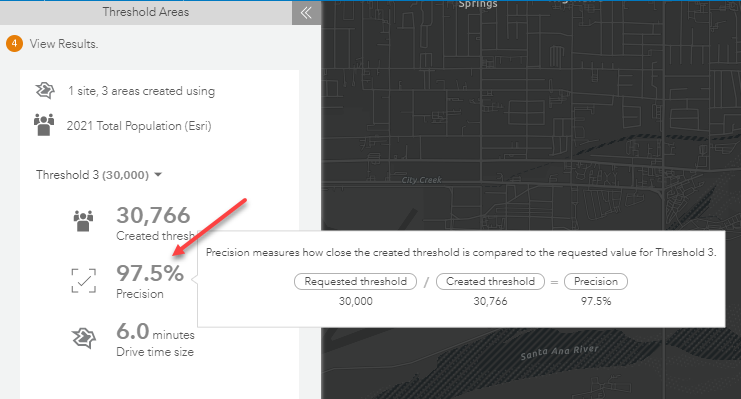 Threshold Areas
Springs
4 View Results.
1 site, 3 areas created using
2021 Total Population (Esri)
Threshold 3 (30,000)
City Creek
30,766
Created thresh
Precision measures how close the created threshold is compared to the requested value for Threshold 3.
97.5%
Precision
Requested threshold / Created threshold = Precision
30,000 30,766 97.5%
6.0 minutes
Drive time size
Santa Ana River